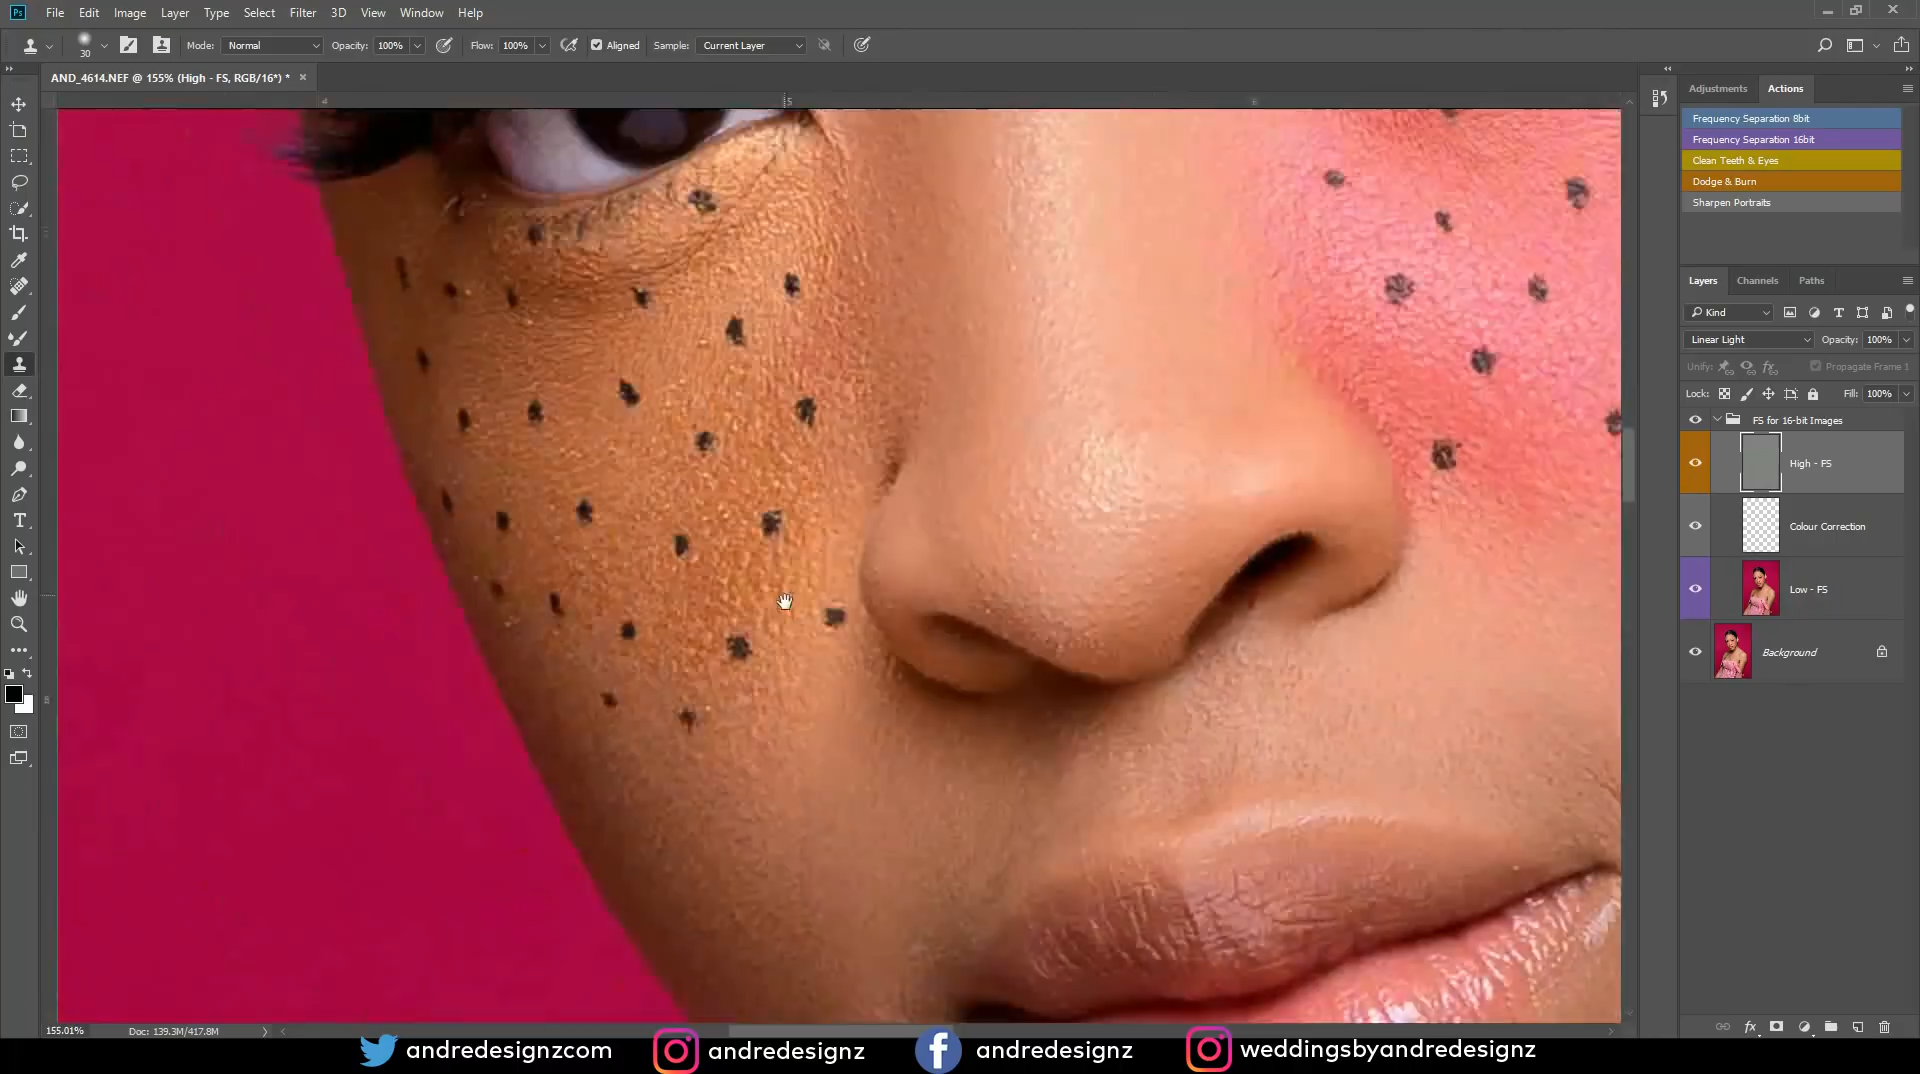 Ps File Edit Image Layer Type Select Filter 3D View Window Help
30 Mode: Normal Opacity: 100% Flow: 100% Aligned Sample: Current Layer
AND_4614.NEF @ 155% (High - FS, RGB/16*) * ×
Adjustments Actions
Frequency Separation 8bit
Frequency Separation 16bit
Clean Teeth & Eyes
Dodge & Burn
Sharpen Portraits
Layers Channels Paths
Kind
Linear Light Opacity: 100%
Unify: Propagate Frame 1
Lock: Fill: 100%
FS for 16-bit Images
High - FS
Colour Correction
Low - FS
Background
155.01% Doc: 139.3M/417.8M
andredesignzcom andredesignz andredesignz weddingsbyandredesignz